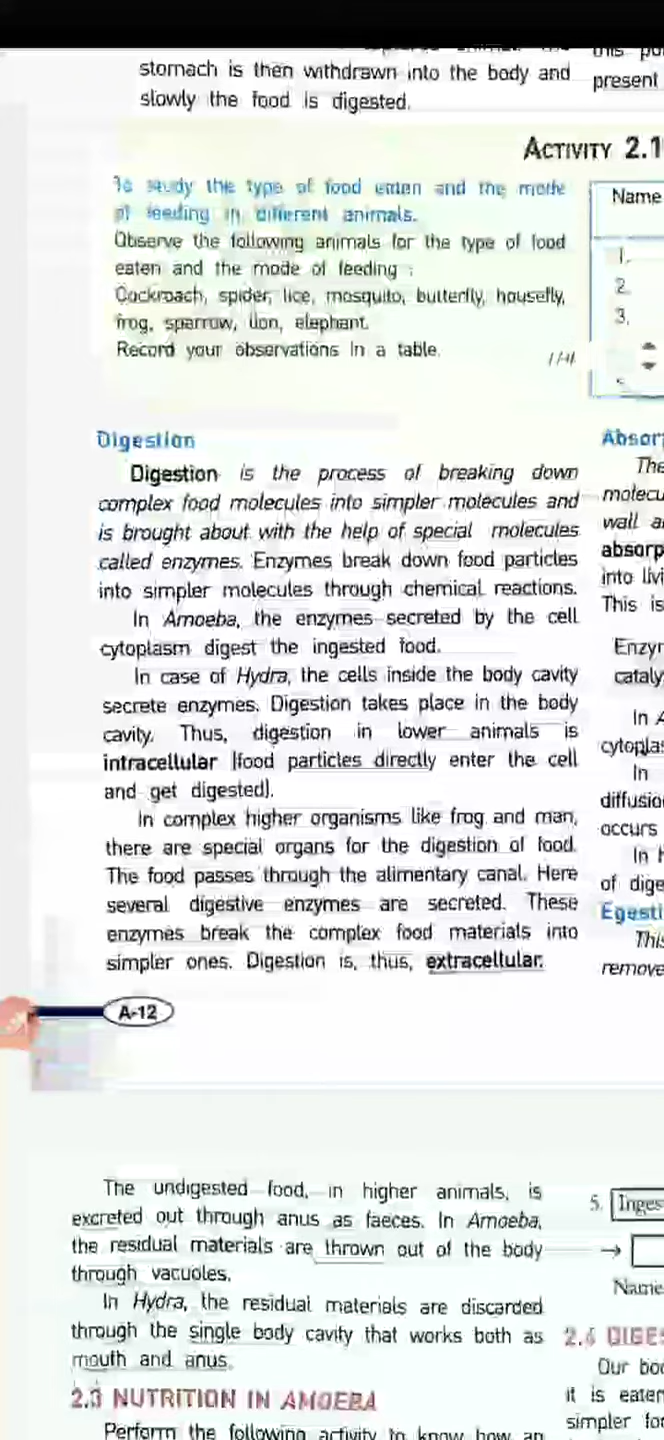 stomach is then withdrawn into the body and
slowly the food is digested.
this
present
ACTIVITY 2.1
To study the type of food eaten and the mode
of feeding in different animals.
Observe the following animals for the type of food
eaten and the mode of feeding :
Cockroach, spider, lice, mosquito, butterfly, housefly,
frog, sparrow, lion, elephant.
Record your observations in a table.
Name
1.
2.
3.
Digestion
Digestion is the process of breaking down
complex food molecules into simpler molecules and
is brought about with the help of special molecules
called enzymes. Enzymes break down food particles
into simpler molecules through chemical reactions.
In Amoeba, the enzymes secreted by the cell
cytoplasm digest the ingested food.
In case of Hydra, the cells inside the body cavity
secrete enzymes. Digestion takes place in the body
cavity. Thus, digestion in lower animals is
intracellular (food particles directly enter the cell
and get digested).
In complex higher organisms like frog and man,
there are special organs for the digestion of food.
The food passes through the alimentary canal. Here
several digestive enzymes are secreted. These
enzymes break the complex food materials into
simpler ones. Digestion is, thus, extracellular.
Absor
The
molecu
wall a
absorp
into livi
This is
Enzyr
cataly
In A
cytopla
In
diffusio
occurs
In H
of dige
Egesti
This
remove
A-12
The undigested food, in higher animals, is
excreted out through anus as faeces. In Amoeba,
the residual materials are thrown out of the body
through vacuoles.
In Hydra, the residual materials are discarded
through the single body cavity that works both as
mouth and anus.
2.3 NUTRITION IN AMOEBA
Perform the following activity to know how an
5. Inges
→
Name
2.4 DIGES
Our bo
it is eaten
simpler fo